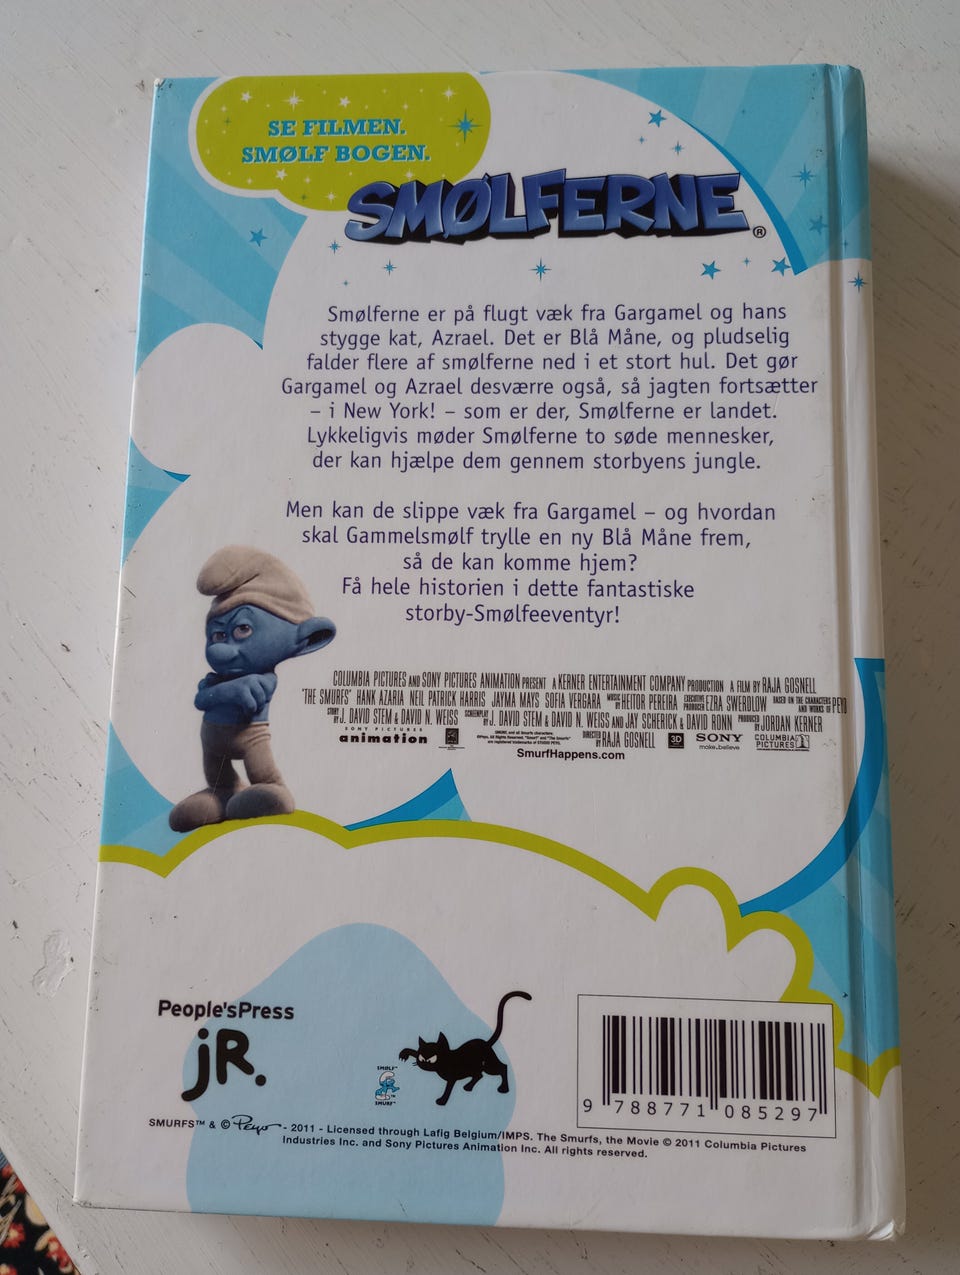 SE FILMEN.
SMØLF BOGEN.
SMØLFERNE®
Smølferne er på flugt væk fra Gargamel og hans
stygge kat, Azrael. Det er Blå Måne, og pludselig
falder flere af smølferne ned i et stort hul. Det gør
Gargamel og Azrael desværre også, så jagten fortsætter
– i New York! – som er der, Smølferne er landet.
Lykkeligvis møder Smølferne to søde mennesker,
der kan hjælpe dem gennem storbyens jungle.
Men kan de slippe væk fra Gargamel – og hvordan
skal Gammelsmølf trylle en ny Blå Måne frem,
så de kan komme hjem?
Få hele historien i dette fantastiske
storby-Smølfeeventyr!
COLUMBIA PICTURES AND SONY PICTURES ANIMATION PRESENT A KERNER ENTERTAINMENT COMPANY PRODUCTION A FILM BY RAJA GOSNELL
"THE SMURFS" HANK AZARIA NEIL PATRICK HARRIS JAYMA MAYS SOFIA VERGARA MUSIC BY HEITOR PEREIRA EXECUTIVE PRODUCER EZRA SWERDLOW BASED ON THE CHARACTERS AND WORKS OF PEYO
STORY BY J. DAVID STEM & DAVID N. WEISS SCREENPLAY BY J. DAVID STEM & DAVID N. WEISS AND JAY SCHERICK & DAVID RONN PRODUCED BY JORDAN KERNER
SONY PICTURES
animation
DIRECTED BY RAJA GOSNELL
3D
SONY
make.believe
COLUMBIA
PICTURES
SmurfHappens.com
People'sPress
jR.
SMØLF™
SMURF™
9 788771 085297
SMURFS™ & © Peyo - 2011 - Licensed through Lafig Belgium/IMPS. The Smurfs, the Movie © 2011 Columbia Pictures
Industries Inc. and Sony Pictures Animation Inc. All rights reserved.